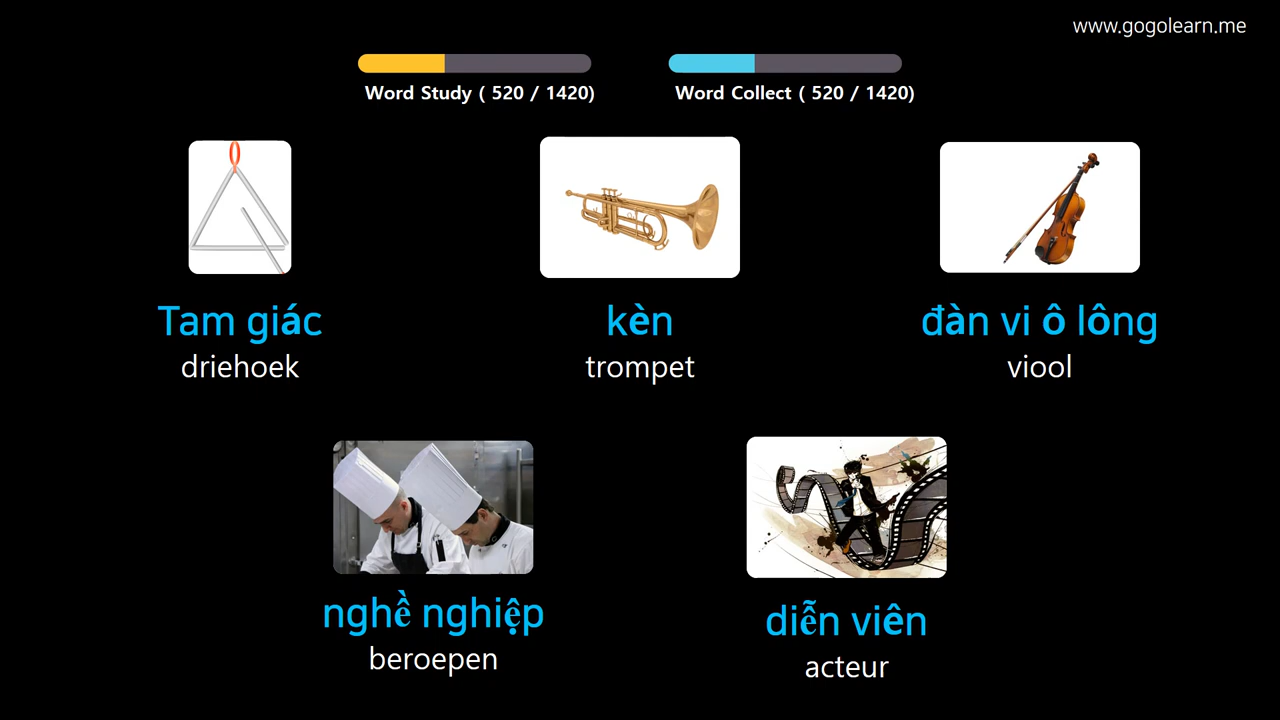 www.gogolearn.me
Word Study ( 520 / 1420)
Word Collect ( 520 / 1420)
Tam giác
driehoek
kèn
trompet
đàn vi ô lông
viool
nghề nghiệp
beroepen
diễn viên
acteur